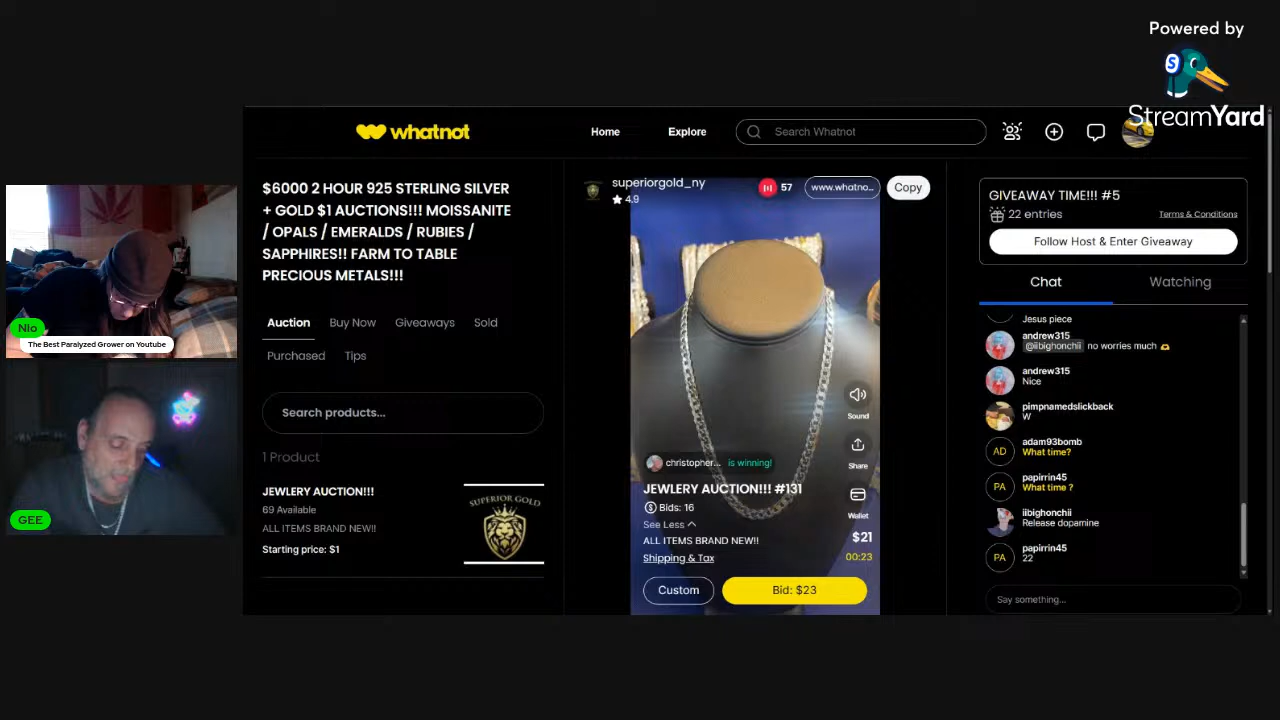 Powered by
StreamYard
whatnot
Home
Explore
Search Whatnot
$6000 2 HOUR 925 STERLING SILVER
+ GOLD $1 AUCTIONS!!! MOISSANITE
/ OPALS / EMERALDS / RUBIES /
SAPPHIRES!! FARM TO TABLE
PRECIOUS METALS!!!
Auction
Buy Now
Giveaways
Sold
Purchased
Tips
Search products...
1 Product
JEWLERY AUCTION!!!
69 Available
ALL ITEMS BRAND NEW!!
Starting price: $1
SUPERIOR GOLD
superiorgold_ny
4.9
57
www.whatno...
Copy
Sound
Share
Wallet
christopher... is winning!
JEWLERY AUCTION!!! #131
Bids: 16
See Less
ALL ITEMS BRAND NEW!!
Shipping & Tax
$21
00:23
Custom
Bid: $23
GIVEAWAY TIME!!! #5
22 entries
Terms & Conditions
Follow Host & Enter Giveaway
Chat
Watching
Jesus piece
andrew315
@iibighonchii no worries much
andrew315
Nice
pimpnamedslickback
W
AD
adam93bomb
What time?
PA
papirrin45
What time ?
iibighonchii
Release dopamine
PA
papirrin45
22
Say something...
Nio
The Best Paralyzed Grower on Youtube
GEE